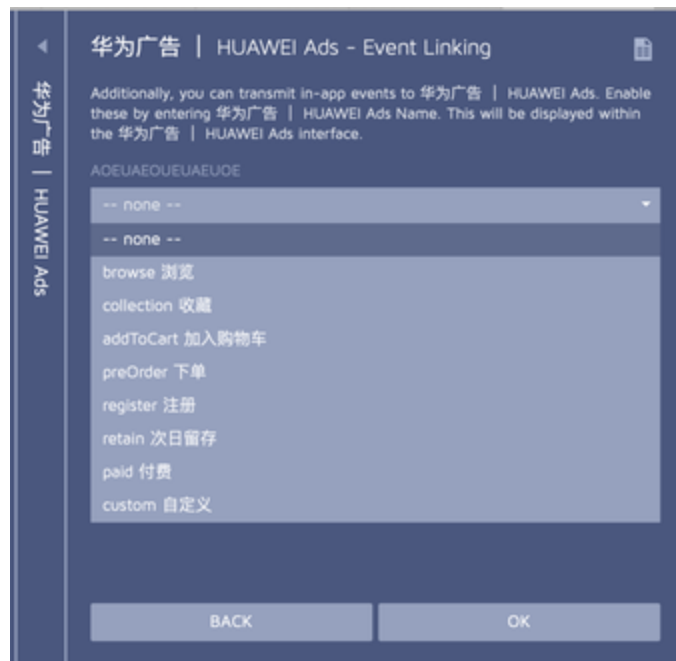 华为广告 | HUAWEI Ads - Event Linking
华为广告 | HUAWEI Ads
Additionally, you can transmit in-app events to 华为广告 | HUAWEI Ads. Enable
these by entering 华为广告 | HUAWEI Ads Name. This will be displayed within
the 华为广告 | HUAWEI Ads interface.
AOEUAEOUEUAEUOE
-- none --
-- none --
browse 浏览
collection 收藏
addToCart 加入购物车
preOrder 下单
register 注册
retain 次日留存
paid 付费
custom 自定义
BACK
OK